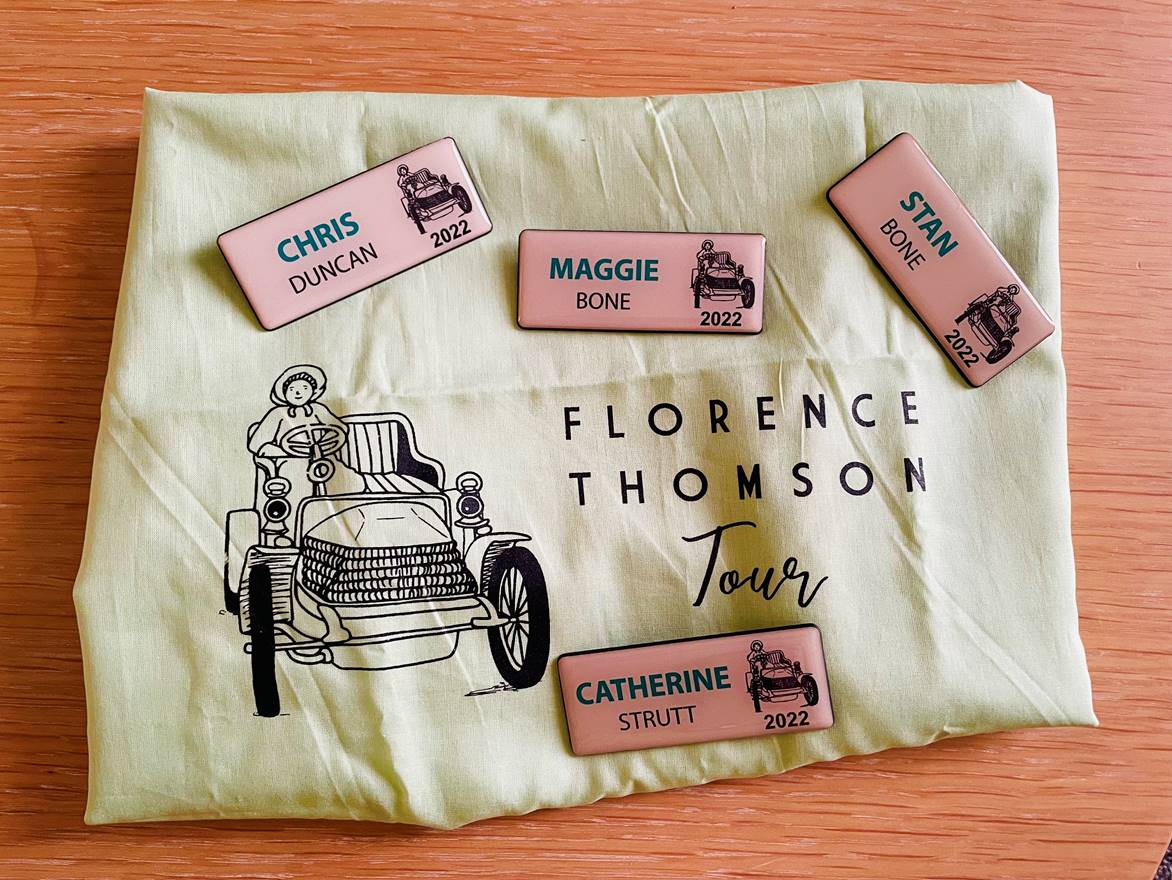 CHRIS
DUNCAN
2022
MAGGIE
BONE
2022
STAN
BONE
2022
FLORENCE
THOMSON
Tour
CATHERINE
STRUTT
2022